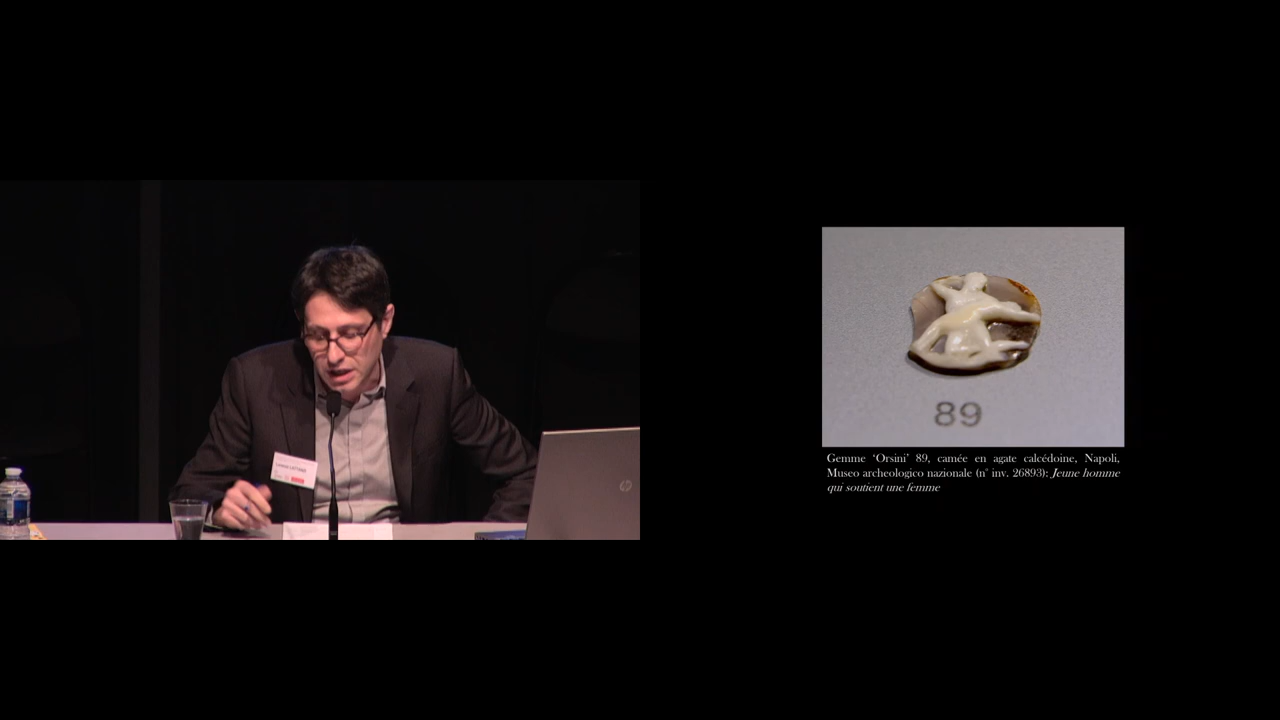 89
Gemme ‘Orsini’ 89, camée en agate calcédoine, Napoli,
Museo archeologico nazionale (n° inv. 26893); Jeune homme
qui soutient une femme
hp